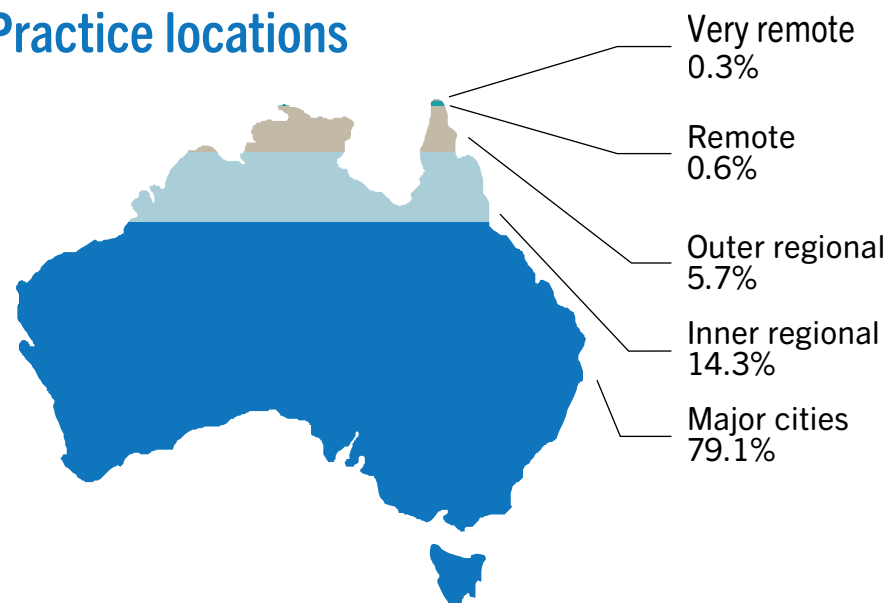 Practice locations
Very remote
0.3%
Remote
0.6%
Outer regional
5.7%
Inner regional
14.3%
Major cities
79.1%